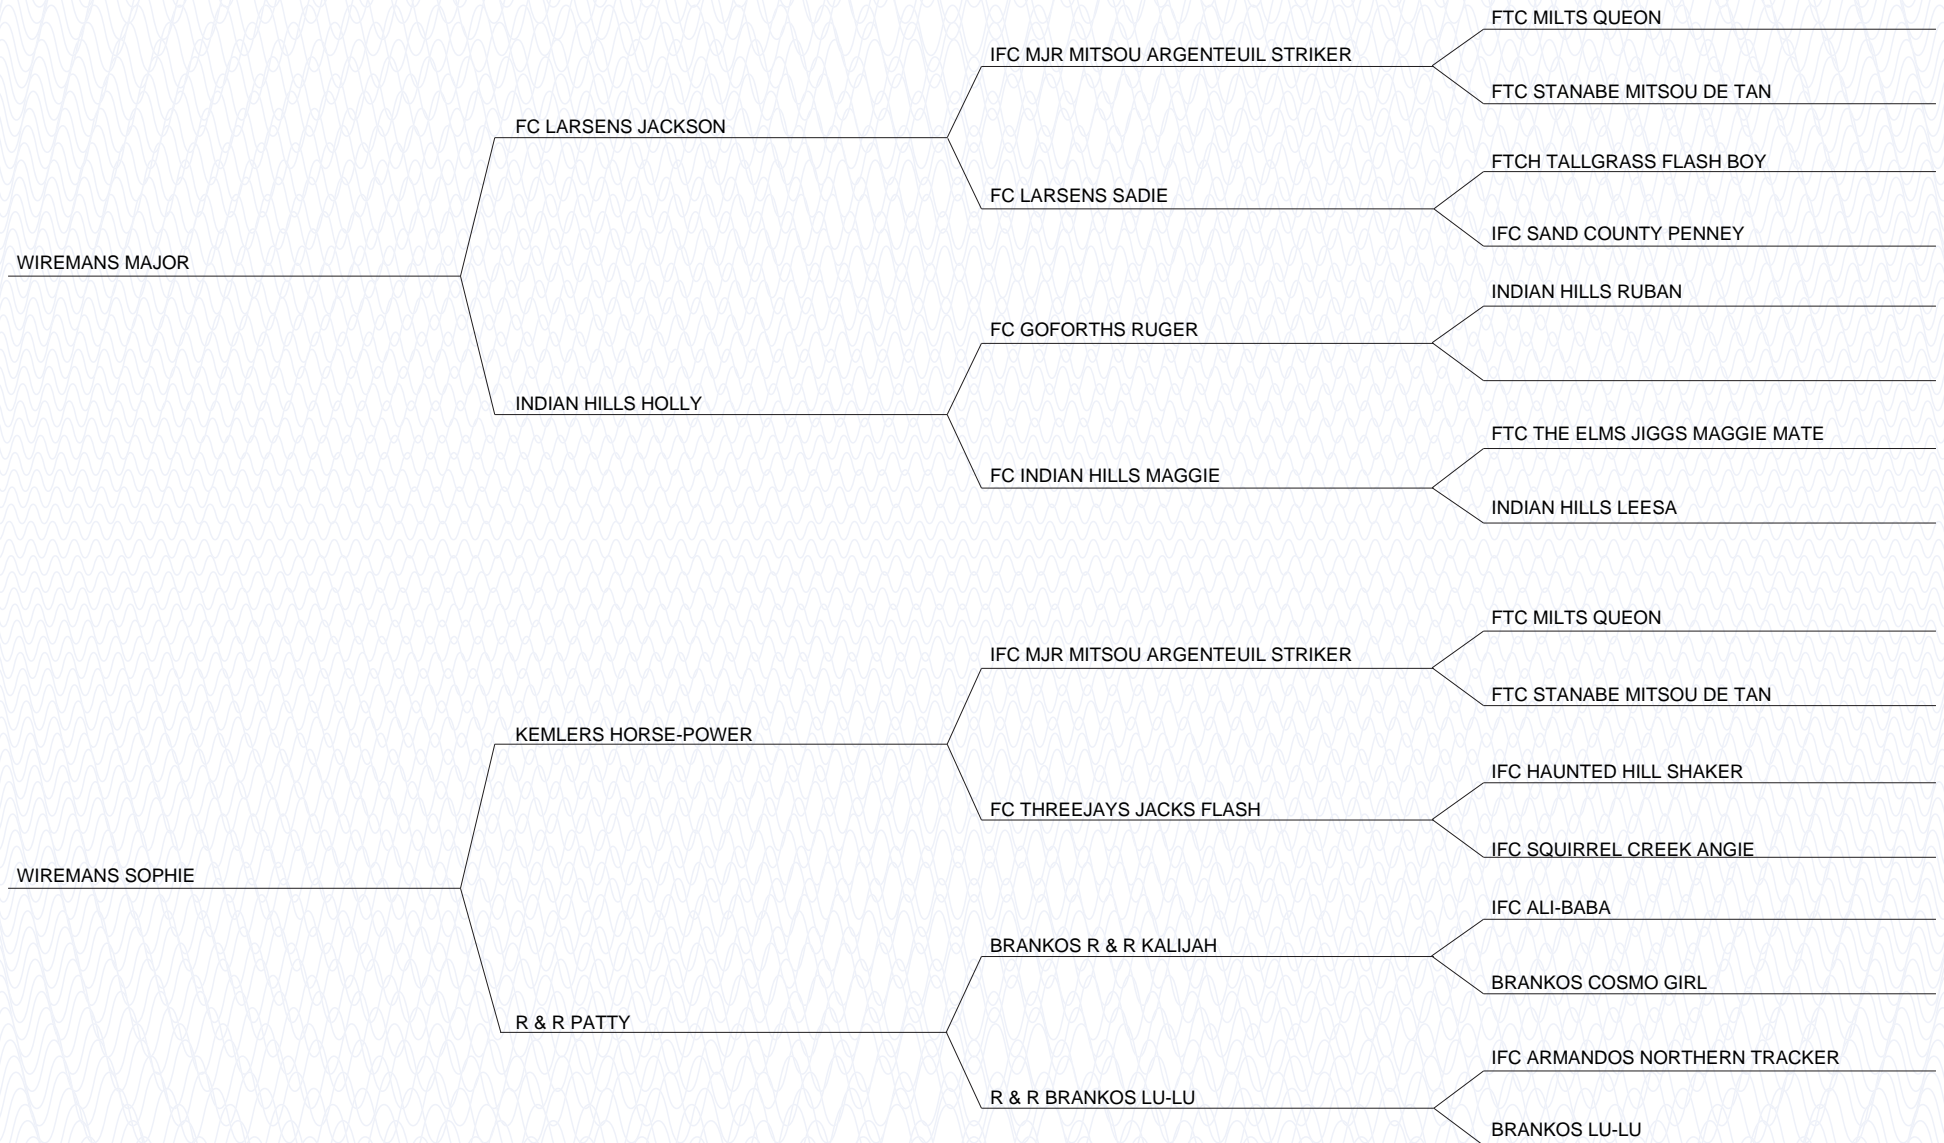 FTC MILTS QUEON
IFC MJR MITSOU ARGENTEUIL STRIKER
FTC STANABE MITSOU DE TAN
FC LARSENS JACKSON
FTCH TALLGRASS FLASH BOY
FC LARSENS SADIE
IFC SAND COUNTY PENNEY
WIREMANS MAJOR
INDIAN HILLS RUBAN
FC GOFORTHS RUGER
INDIAN HILLS HOLLY
FTC THE ELMS JIGGS MAGGIE MATE
FC INDIAN HILLS MAGGIE
INDIAN HILLS LEESA
FTC MILTS QUEON
IFC MJR MITSOU ARGENTEUIL STRIKER
FTC STANABE MITSOU DE TAN
KEMLERS HORSE-POWER
IFC HAUNTED HILL SHAKER
FC THREEJAYS JACKS FLASH
IFC SQUIRREL CREEK ANGIE
WIREMANS SOPHIE
IFC ALI-BABA
BRANKOS R & R KALIJAH
BRANKOS COSMO GIRL
R & R PATTY
IFC ARMANDOS NORTHERN TRACKER
R & R BRANKOS LU-LU
BRANKOS LU-LU